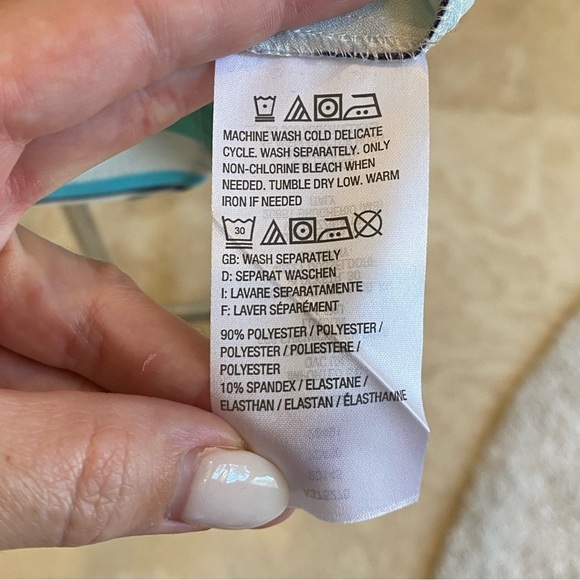 MACHINE WASH COLD DELICATE
CYCLE. WASH SEPARATELY. ONLY
NON-CHLORINE BLEACH WHEN
NEEDED. TUMBLE DRY LOW. WARM
IRON IF NEEDED
30
GB: WASH SEPARATELY
D: SEPARAT WASCHEN
I: LAVARE SEPARATAMENTE
F: LAVER SÉPARÉMENT
90% POLYESTER / POLYESTER /
POLYESTER / POLIESTERE /
POLYESTER
10% SPANDEX / ELASTANE /
ELASTHAN / ELASTAN / ÉLASTHANNE